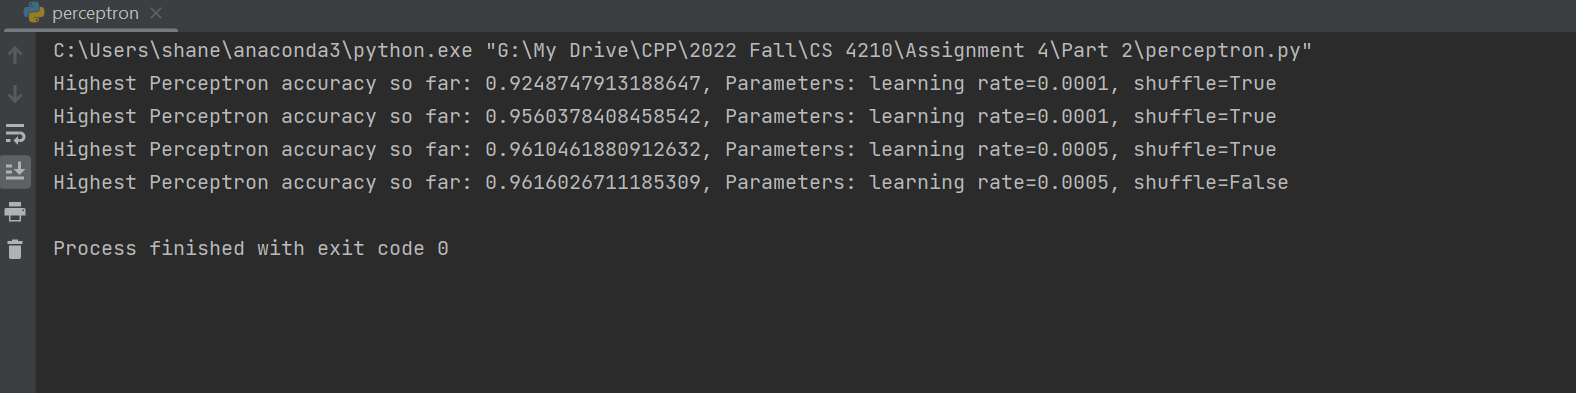 perceptron
C:\Users\shane\anaconda3\python.exe "G:\My Drive\CPP\2022 Fall\CS 4210\Assignment 4\Part 2\perceptron.py"
Highest Perceptron accuracy so far: 0.9248747913188647, Parameters: learning rate=0.0001, shuffle=True
Highest Perceptron accuracy so far: 0.9560378408458542, Parameters: learning rate=0.0001, shuffle=True
Highest Perceptron accuracy so far: 0.9610461880912632, Parameters: learning rate=0.0005, shuffle=True
Highest Perceptron accuracy so far: 0.9616026711185309, Parameters: learning rate=0.0005, shuffle=False
Process finished with exit code 0